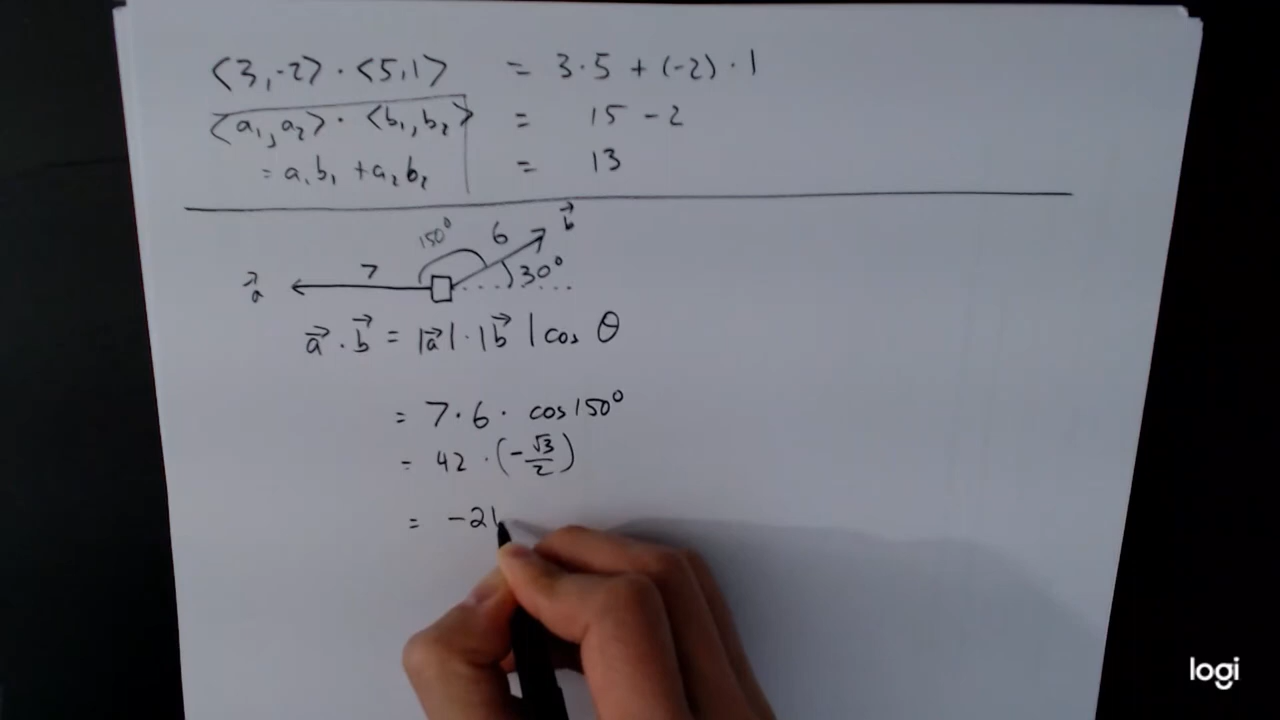 ⟨3,-2⟩ · ⟨5,1⟩ = 3·5 + (-2) · 1
⟨a₁,a₂⟩ · ⟨b₁,b₂⟩ = 15 - 2
= a₁b₁ + a₂b₂ = 13
150° 6 b⃗
a⃗ 7 30°
a⃗ · b⃗ = |a⃗| · |b⃗| cos θ
= 7·6· cos 150°
= 42 · (-√3/2)
= -21
logi